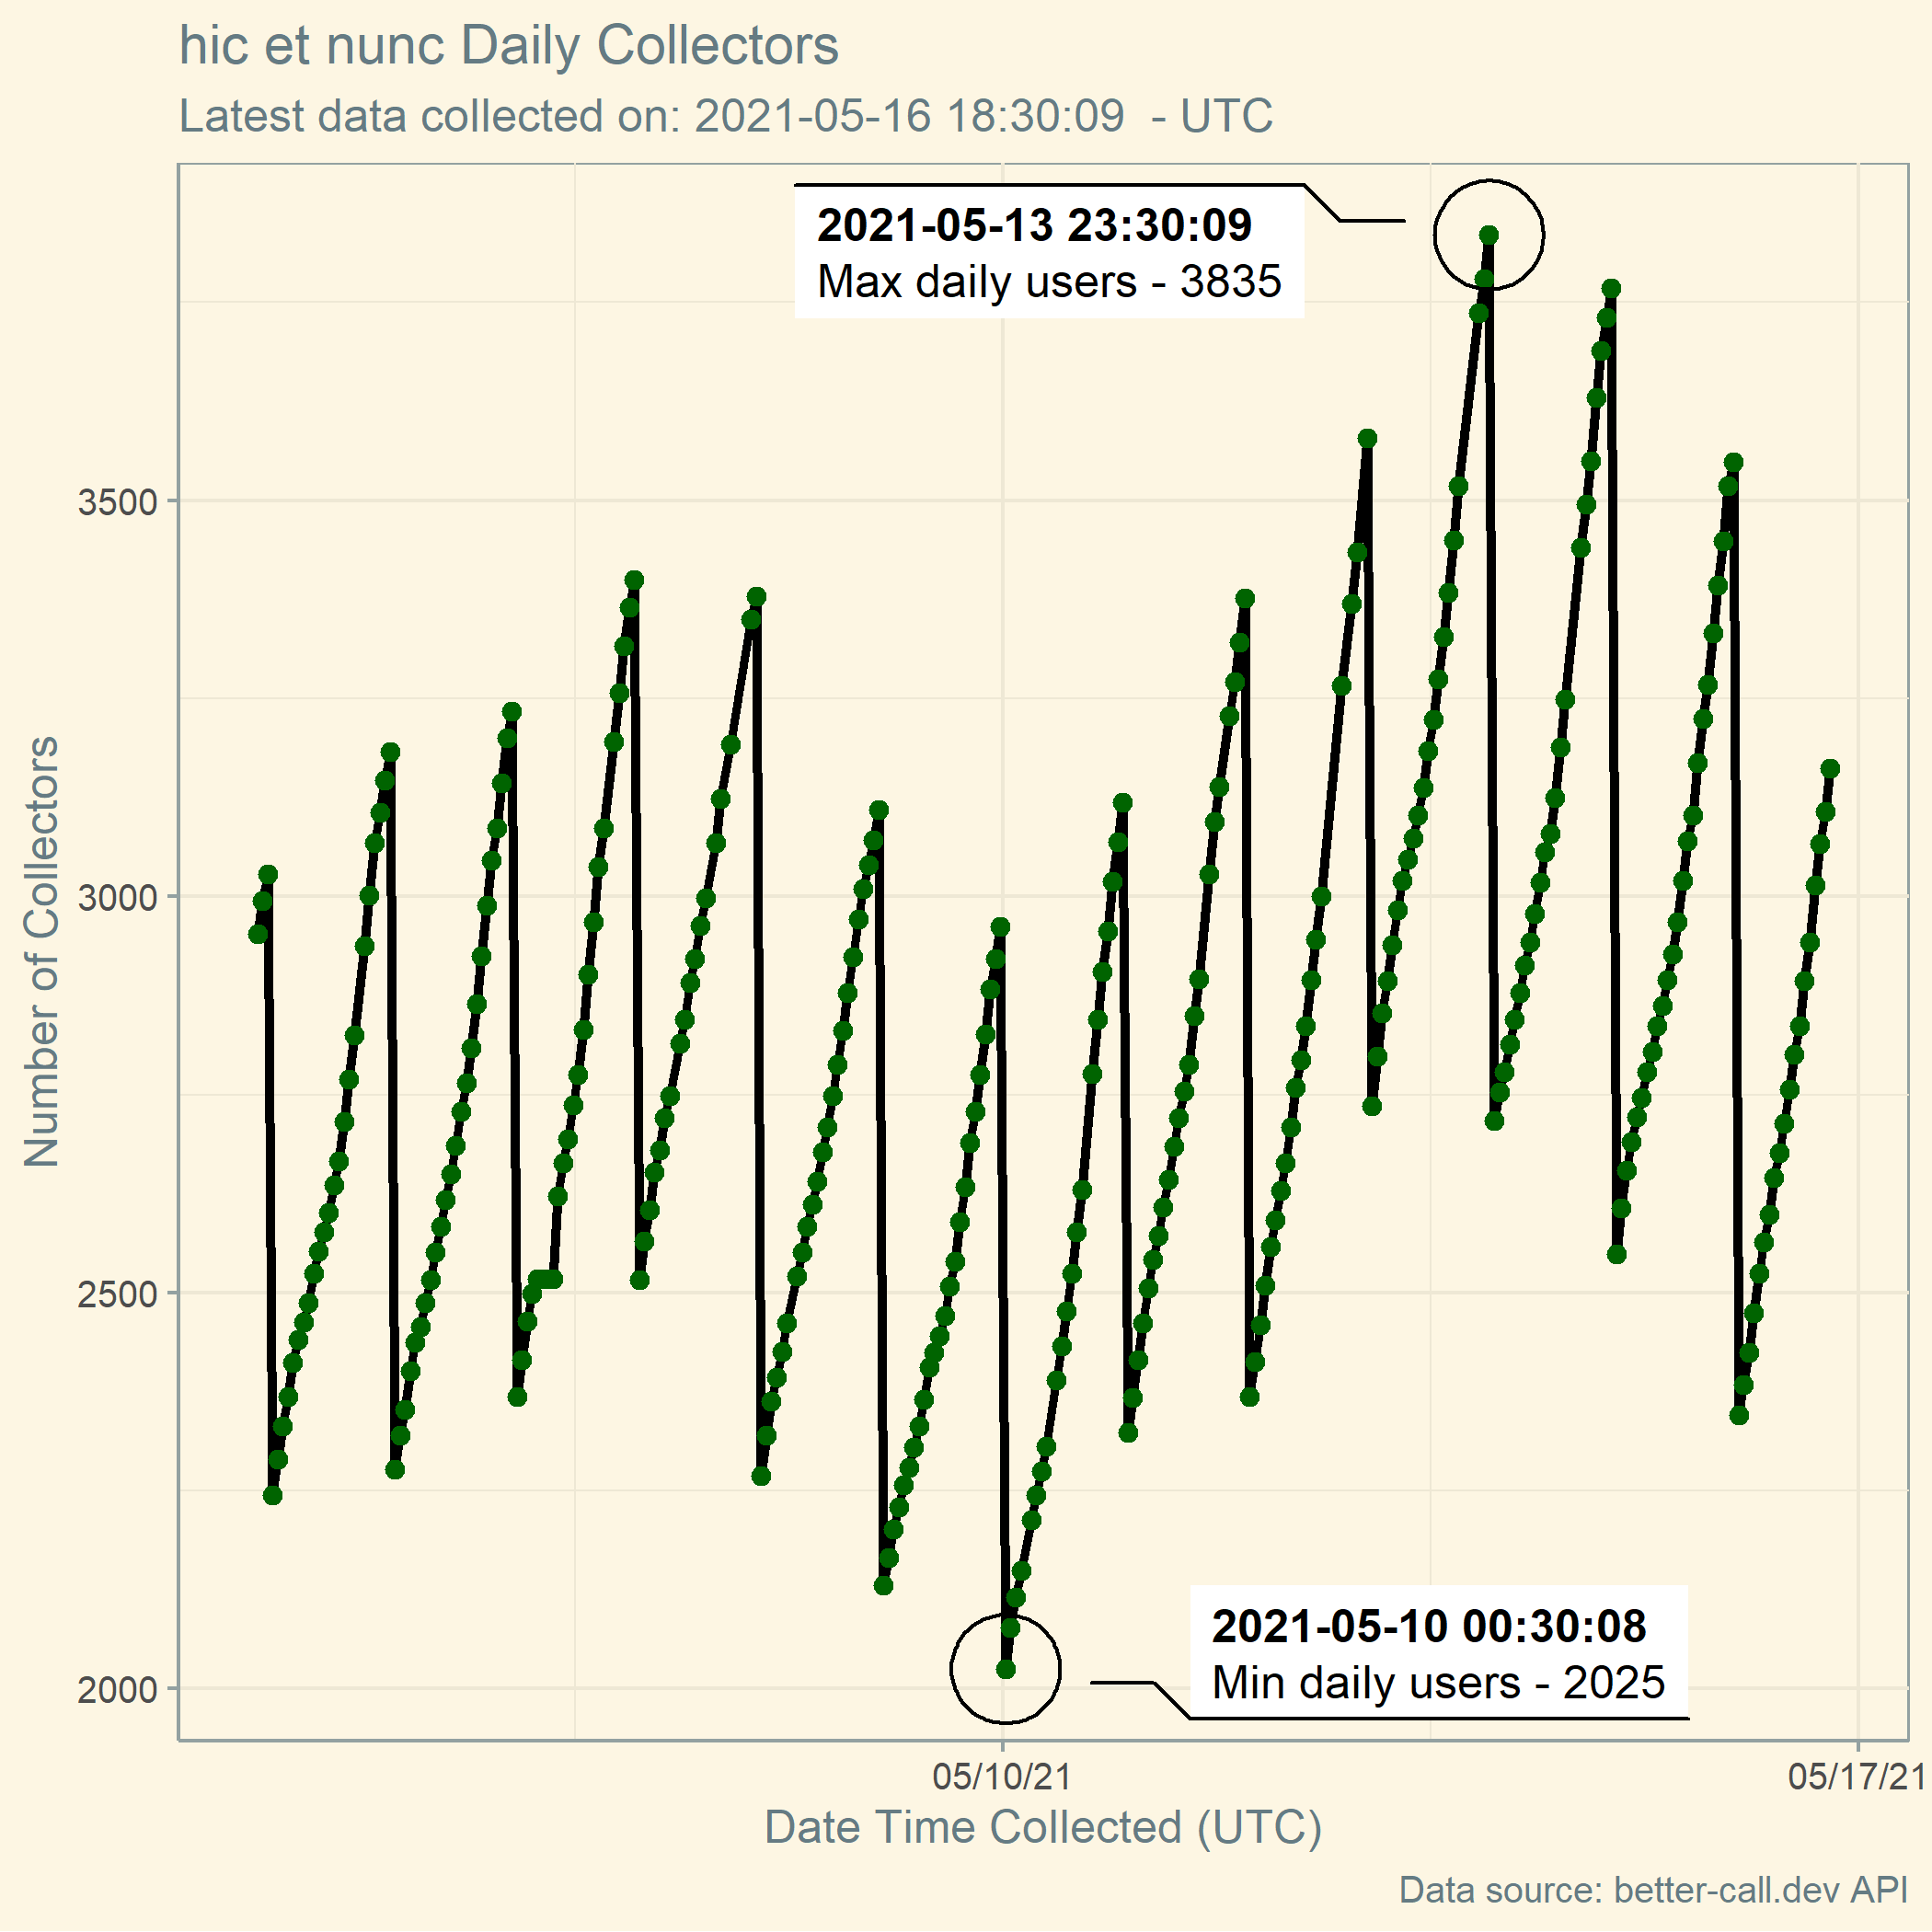 hic et nunc Daily Collectors
Latest data collected on: 2021-05-16 18:30:09  - UTC
2021-05-13 23:30:09
Max daily users - 3835
3500
3000
2500
2000
Number of Collectors
2021-05-10 00:30:08
Min daily users - 2025
05/10/21
05/17/21
Date Time Collected (UTC)
Data source: better-call.dev API